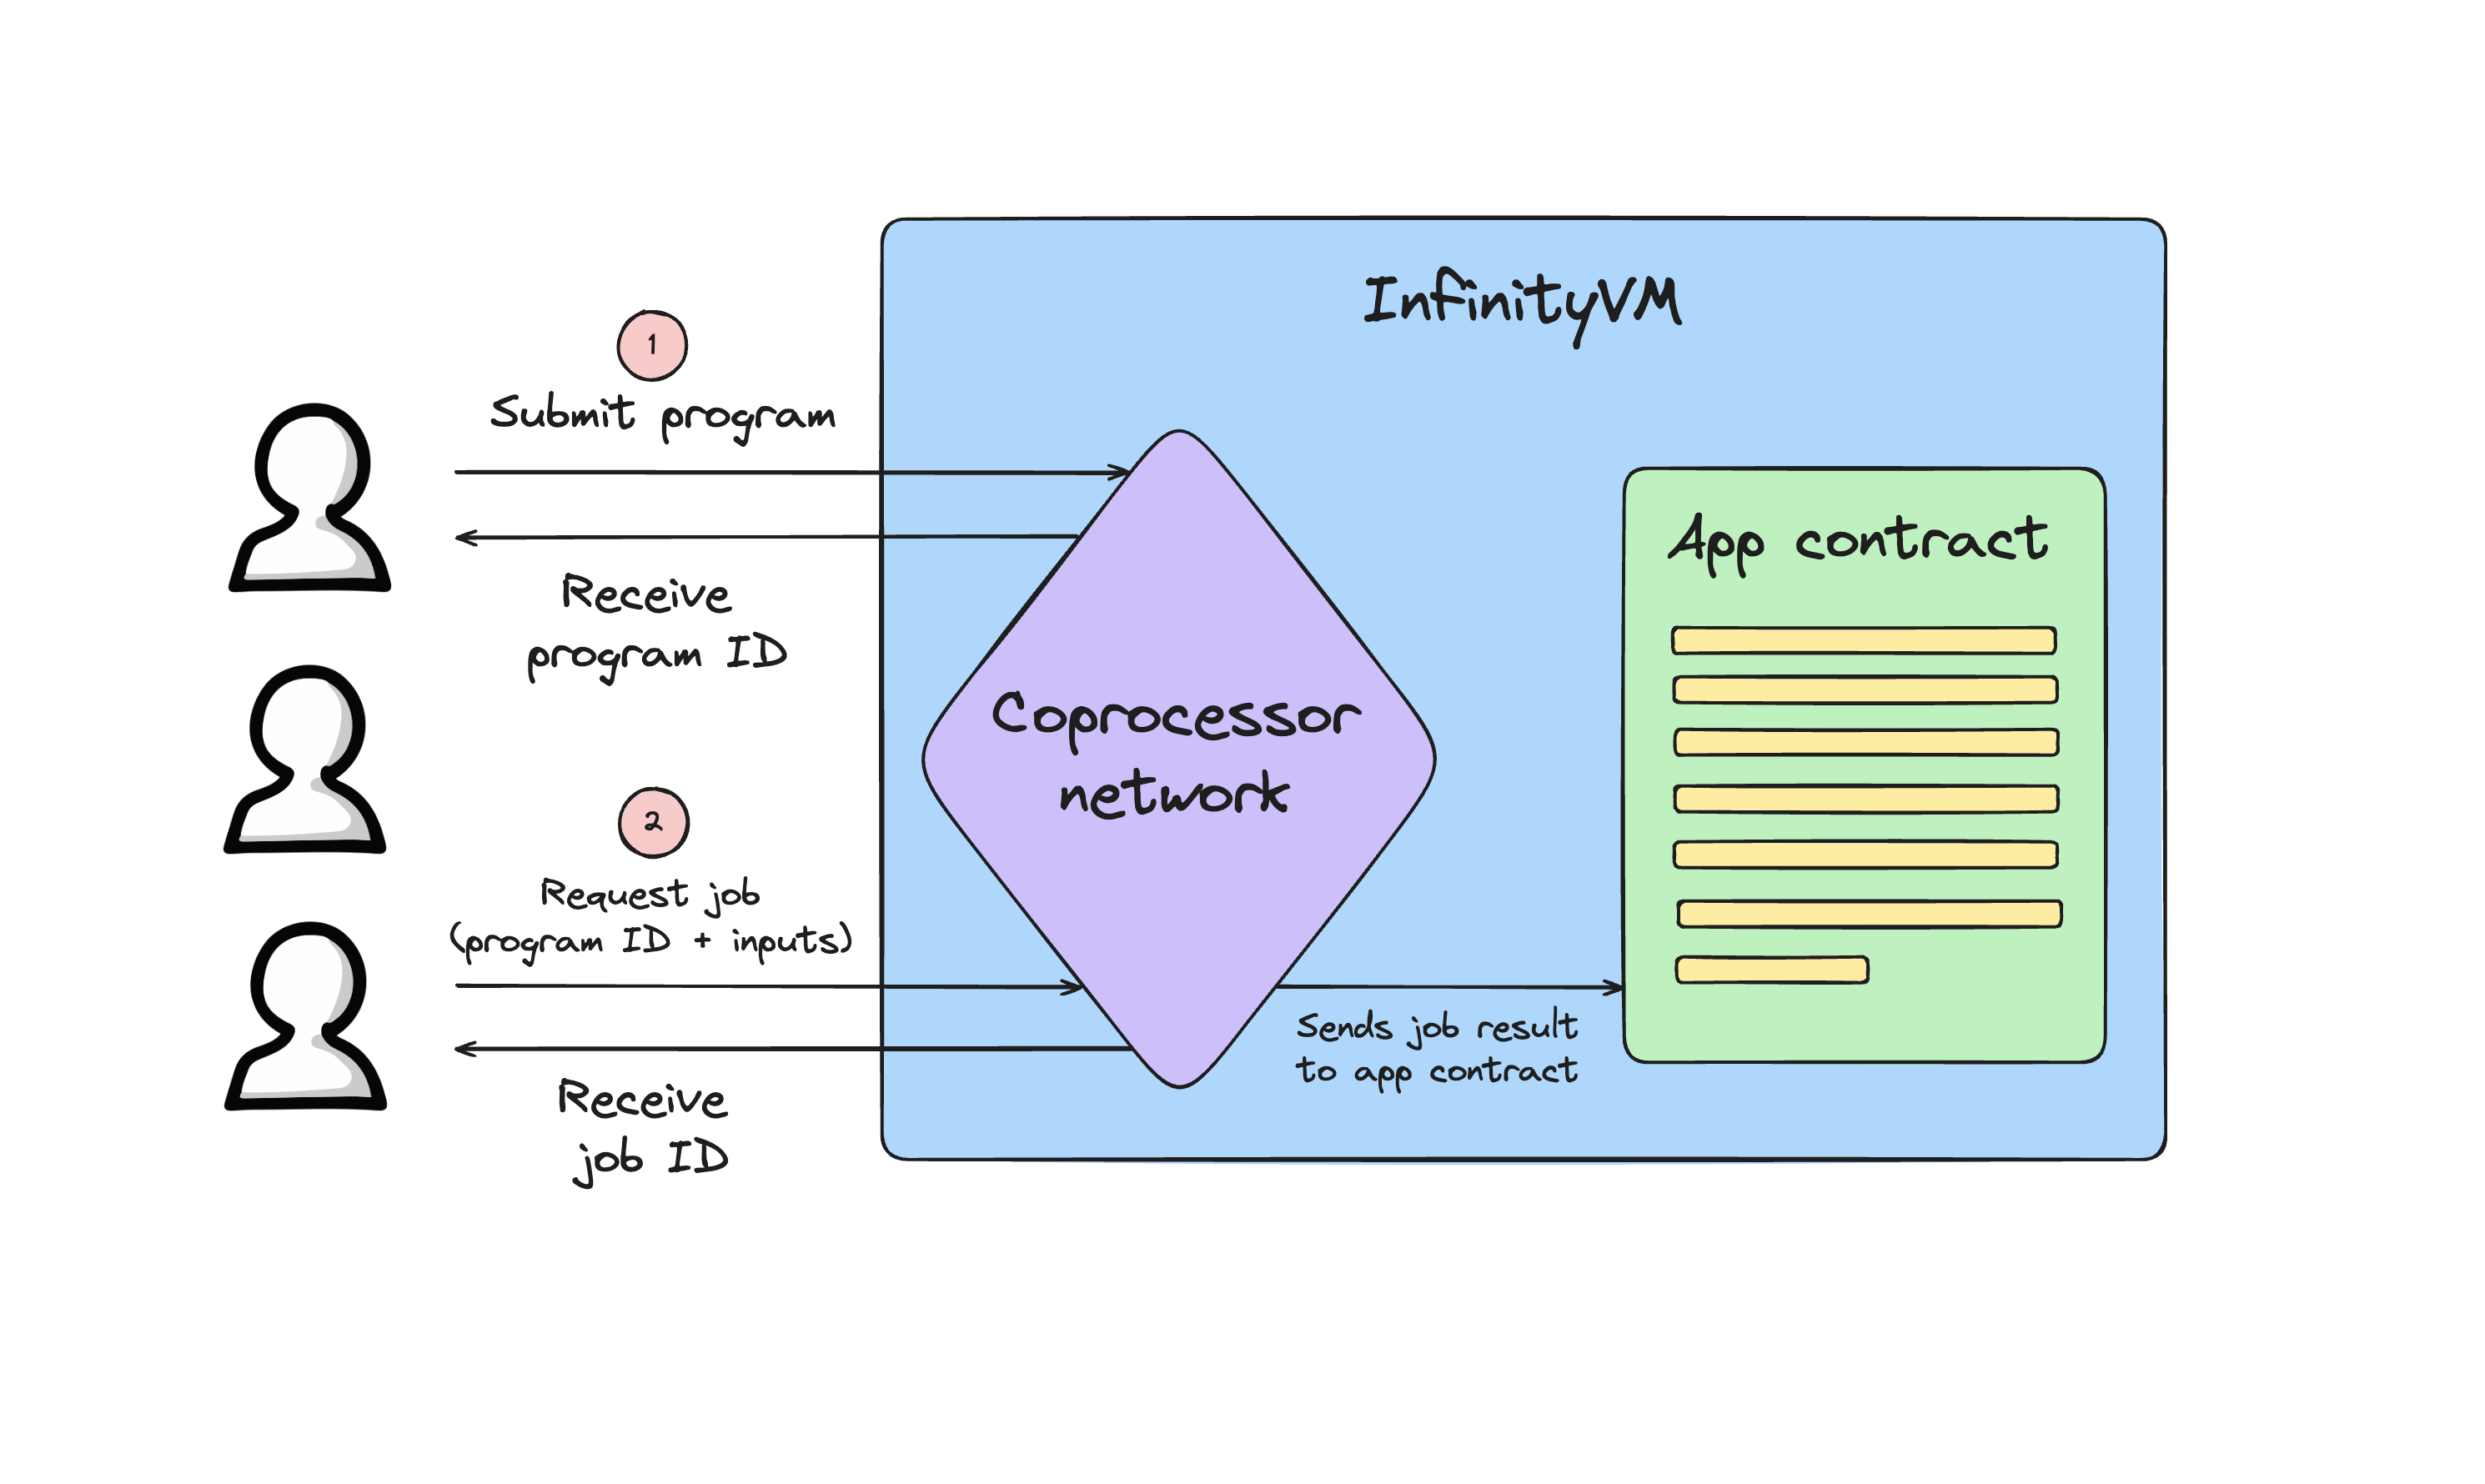 InfinityVM
1
Submit program
Receive
program ID
Coprocessor
network
App contract
2
Request job
(program ID + inputs)
Receive
job ID
Sends job result
to app contract